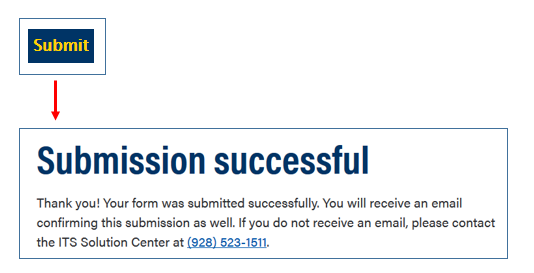 Submit
Submission successful
Thank you! Your form was submitted successfully. You will receive an email
confirming this submission as well. If you do not receive an email, please contact
the ITS Solution Center at (928) 523-1511.